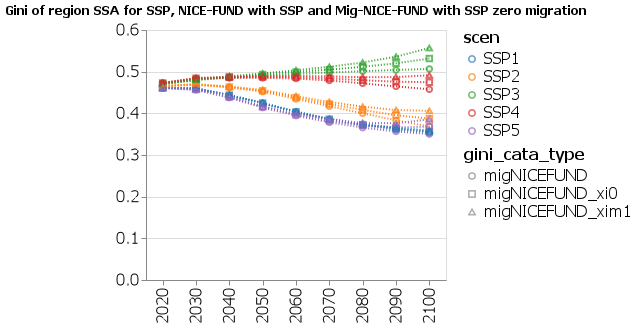 Gini of region SSA for SSP, NICE-FUND with SSP and Mig-NICE-FUND with SSP zero migration
0.6
0.5
0.4
0.3
0.2
0.1
0.0
2020
2030
2040
2050
2060
2070
2080
2090
2100
scen
SSP1
SSP2
SSP3
SSP4
SSP5
gini_cata_type
migNICEFUND
migNICEFUND_xi0
migNICEFUND_xim1